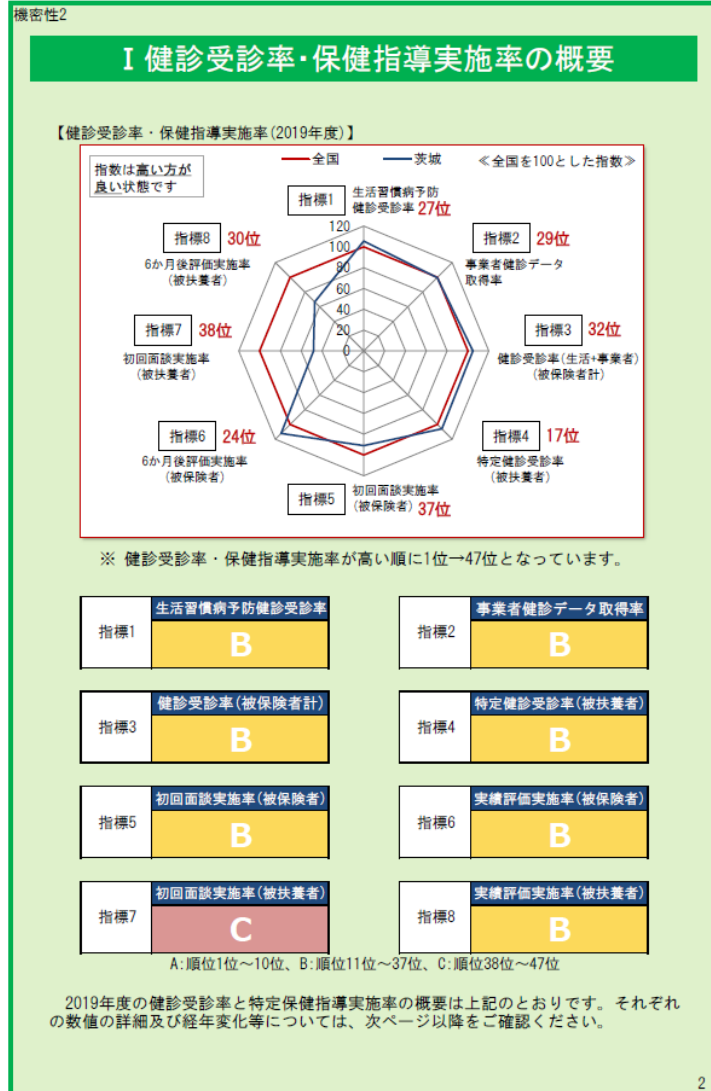 機密性2
Ⅰ 健診受診率・保健指導実施率の概要
【健診受診率・保健指導実施率(2019年度)】
指数は高い方が
良い状態です
全国
茨城
≪全国を100とした指数≫
指標1
生活習慣病予防
健診受診率 27位
指標8 30位
6か月後評価実施率
(被扶養者)
指標2 29位
事業者健診データ
取得率
120
100
80
60
40
20
0
指標7 38位
初回面談実施率
(被扶養者)
指標3 32位
健診受診率(生活+事業者)
(被保険者計)
指標6 24位
6か月後評価実施率
(被保険者)
指標4 17位
特定健診受診率
(被扶養者)
指標5
初回面談実施率
(被保険者) 37位
※ 健診受診率・保健指導実施率が高い順に1位→47位となっています。
指標1
生活習慣病予防健診受診率
B
指標2
事業者健診データ取得率
B
指標3
健診受診率(被保険者計)
B
指標4
特定健診受診率(被扶養者)
B
指標5
初回面談実施率(被保険者)
B
指標6
実績評価実施率(被保険者)
B
指標7
初回面談実施率(被扶養者)
C
指標8
実績評価実施率(被扶養者)
B
A:順位1位～10位、B:順位11位～37位、C:順位38位～47位
2019年度の健診受診率と特定保健指導実施率の概要は上記のとおりです。それぞれ
の数値の詳細及び経年変化等については、次ページ以降をご確認ください。
2